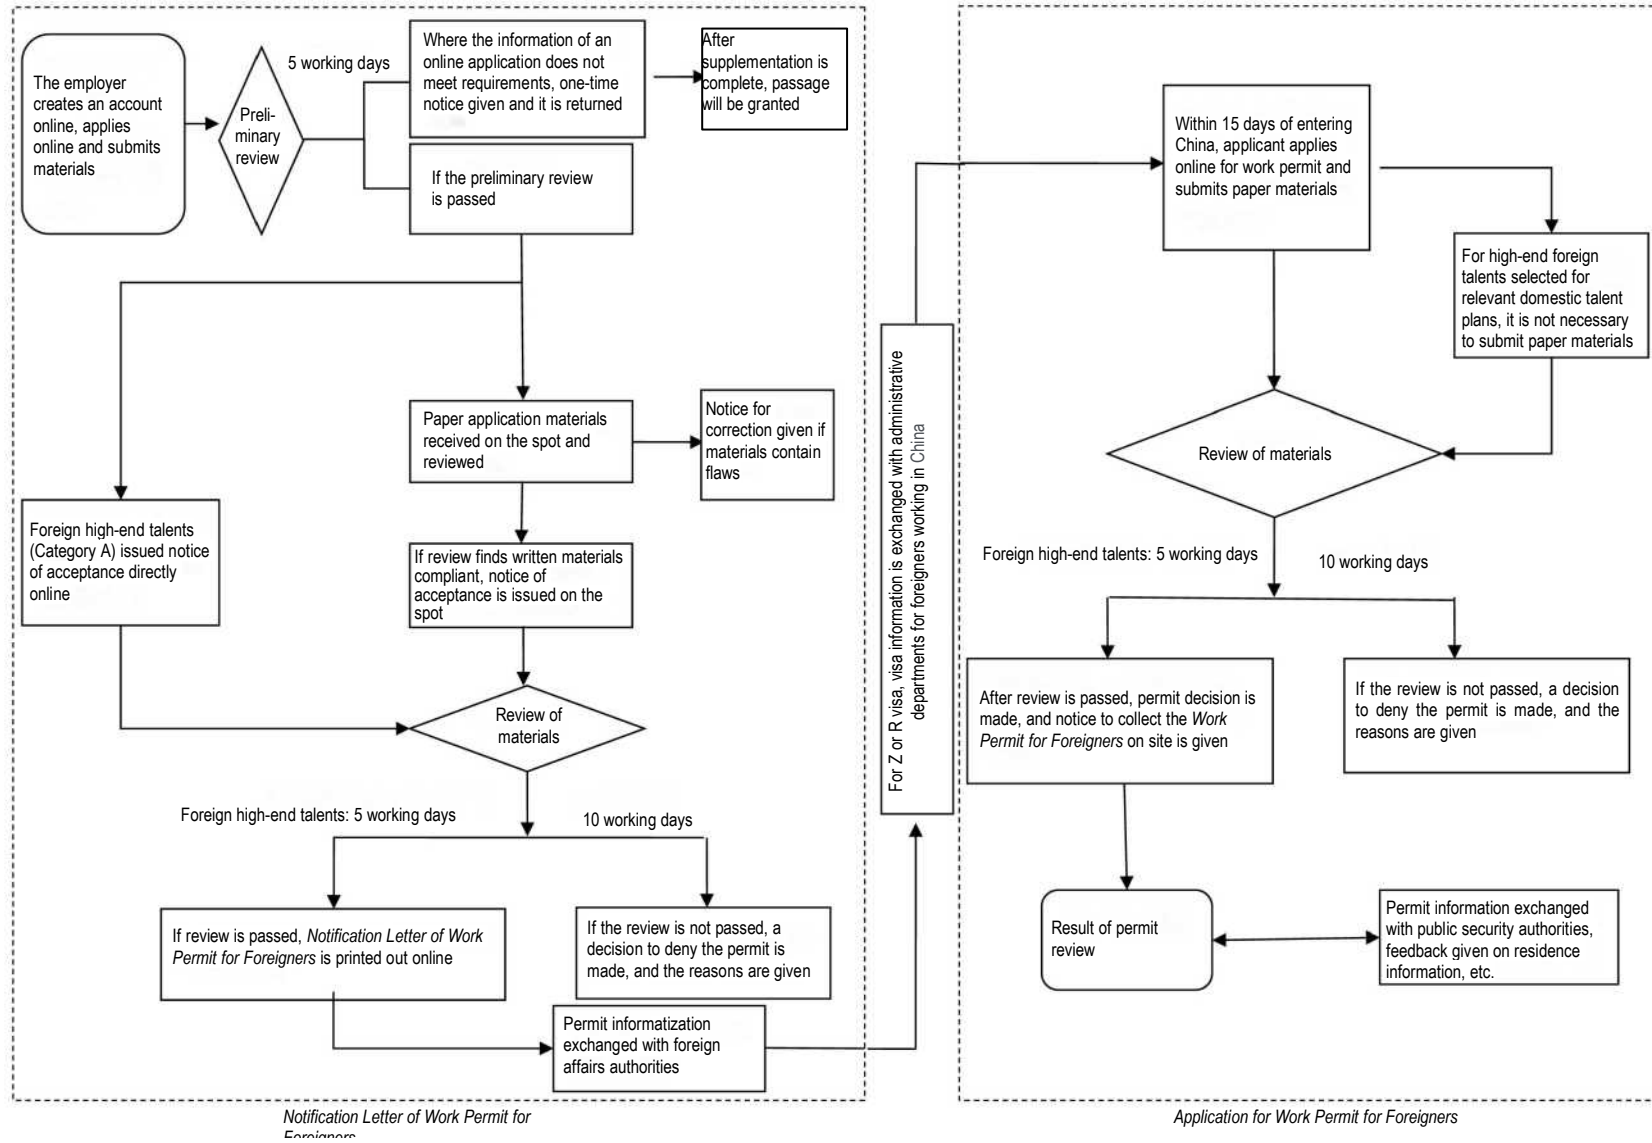 The employer
creates an account
online, applies
online and submits
materials
Preli-
minary
review
5 working days
Where the information of an
online application does not
meet requirements, one-time
notice given and it is returned
After
supplementation is
complete, passage
will be granted
If the preliminary review
is passed
Paper application materials
received on the spot and
reviewed
Notice for
correction given if
materials contain
flaws
Foreign high-end talents
(Category A) issued notice
of acceptance directly
online
If review finds written materials
compliant, notice of
acceptance is issued on the
spot
Review of
materials
Foreign high-end talents: 5 working days
10 working days
If review is passed, Notification Letter of Work
Permit for Foreigners is printed out online
If the review is not passed, a
decision to deny the permit is
made, and the reasons are given
Permit informatization
exchanged with foreign
affairs authorities
Notification Letter of Work Permit for
Foreigners
For Z or R visa, visa information is exchanged with administrative
departments for foreigners working in China
Within 15 days of entering
China, applicant applies
online for work permit and
submits paper materials
For high-end foreign
talents selected for
relevant domestic talent
plans, it is not necessary
to submit paper materials
Review of materials
Foreign high-end talents: 5 working days
10 working days
After review is passed, permit decision is
made, and notice to collect the Work
Permit for Foreigners on site is given
If the review is not passed, a decision
to deny the permit is made, and the
reasons are given
Result of permit
review
Permit information exchanged
with public security authorities,
feedback given on residence
information, etc.
Application for Work Permit for Foreigners